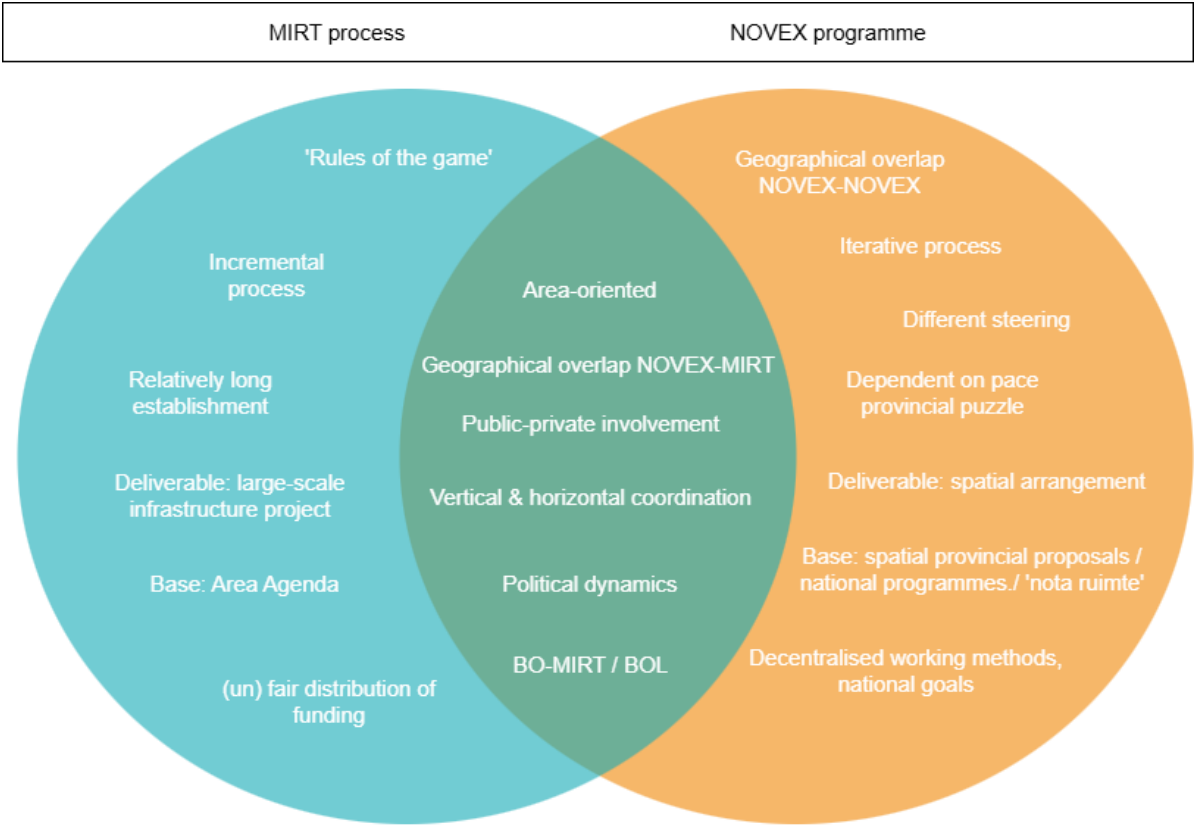 MIRT process
NOVEX programme
'Rules of the game'
Incremental
process
Relatively long
establishment
Deliverable: large-scale
infrastructure project
Base: Area Agenda
(un) fair distribution of
funding
Area-oriented
Geographical overlap NOVEX-MIRT
Public-private involvement
Vertical & horizontal coordination
Political dynamics
BO-MIRT / BOL
Geographical overlap
NOVEX-NOVEX
Iterative process
Different steering
Dependent on pace
provincial puzzle
Deliverable: spatial arrangement
Base: spatial provincial proposals /
national programmes./ 'nota ruimte'
Decentralised working methods,
national goals